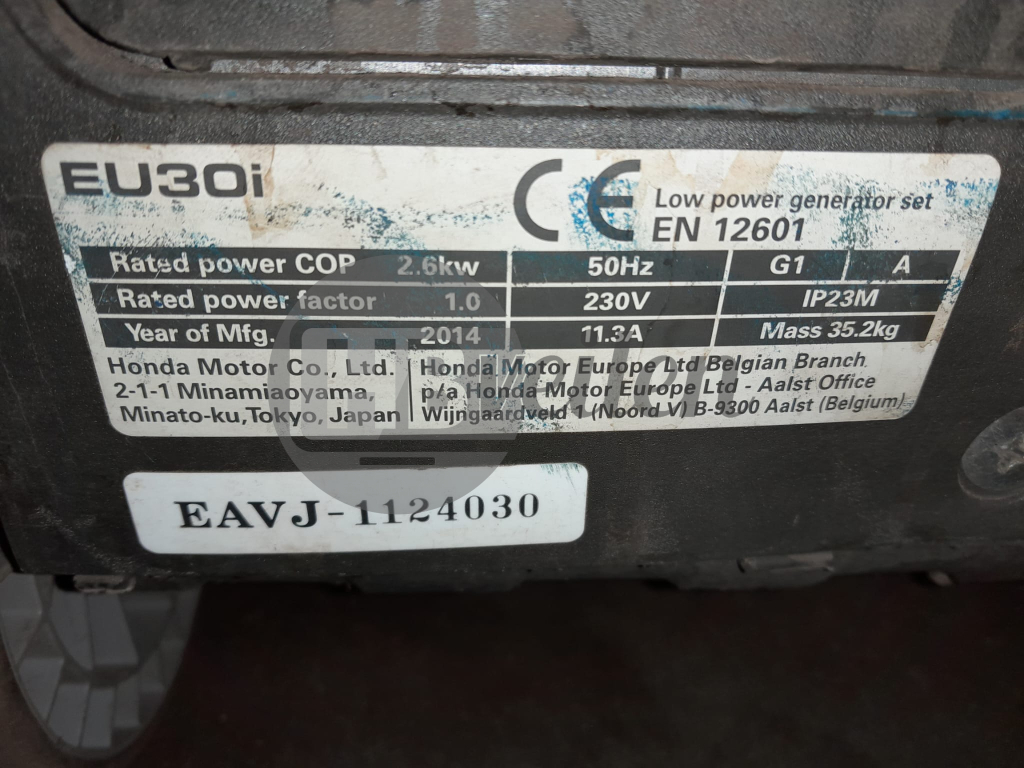 EU30i
CE
Low power generator set
EN 12601
Rated power COP 2.6kw 50Hz G1 A
Rated power factor 1.0 230V IP23M
Year of Mfg. 2014 11.3A Mass 35.2kg
Honda Motor Co., Ltd.
2-1-1 Minamiaoyama,
Minato-ku,Tokyo, Japan
Honda Motor Europe Ltd Belgian Branch
p/a Honda Motor Europe Ltd - Aalst Office
Wijngaardveld 1 (Noord V) B-9300 Aalst (Belgium)
EAVJ-1124030